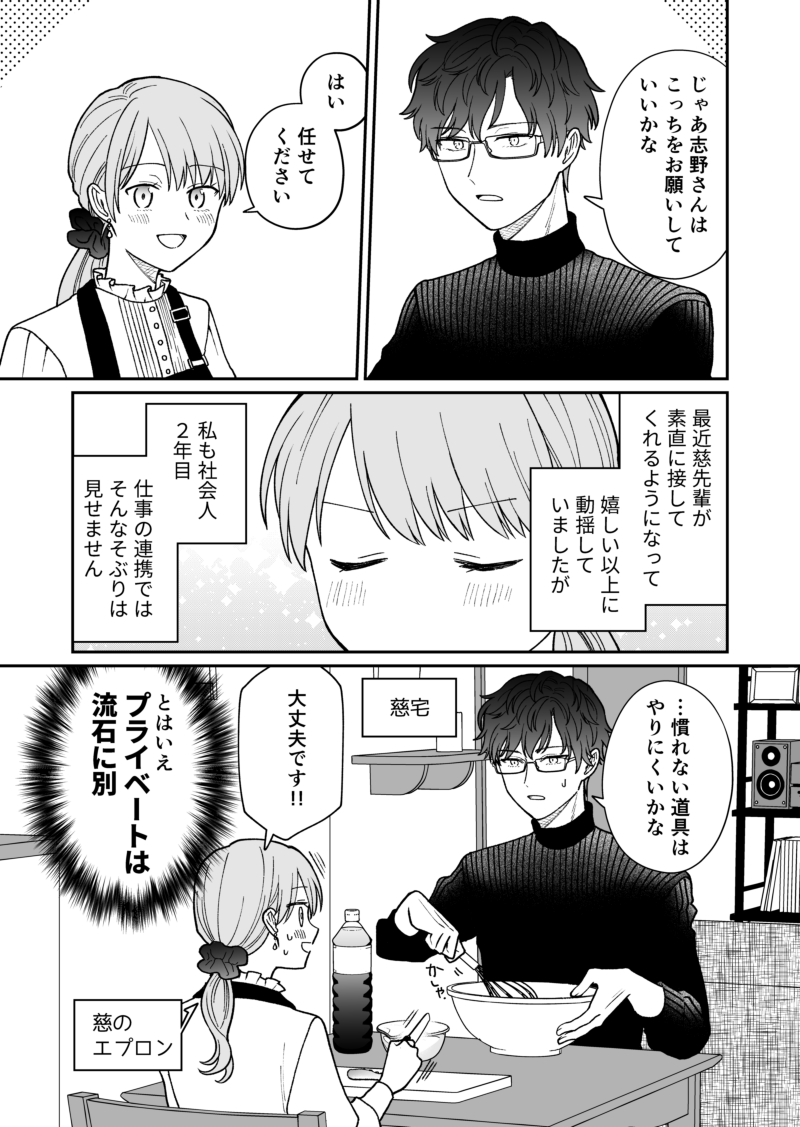 じゃあ志野さんは
こっちをお願いして
いいかな
はい
任せて
ください
最近慈先輩が
素直に接して
くれるようになって
嬉しい以上に
動揺して
いましたが
私も社会人
2年目
仕事の連携では
そんなそぶりは
見せません
…慣れない道具は
やりにくいかな
慈宅
大丈夫です!!
とはいえ
プライベートは
流石に別
かしゃ
慈の
エプロン